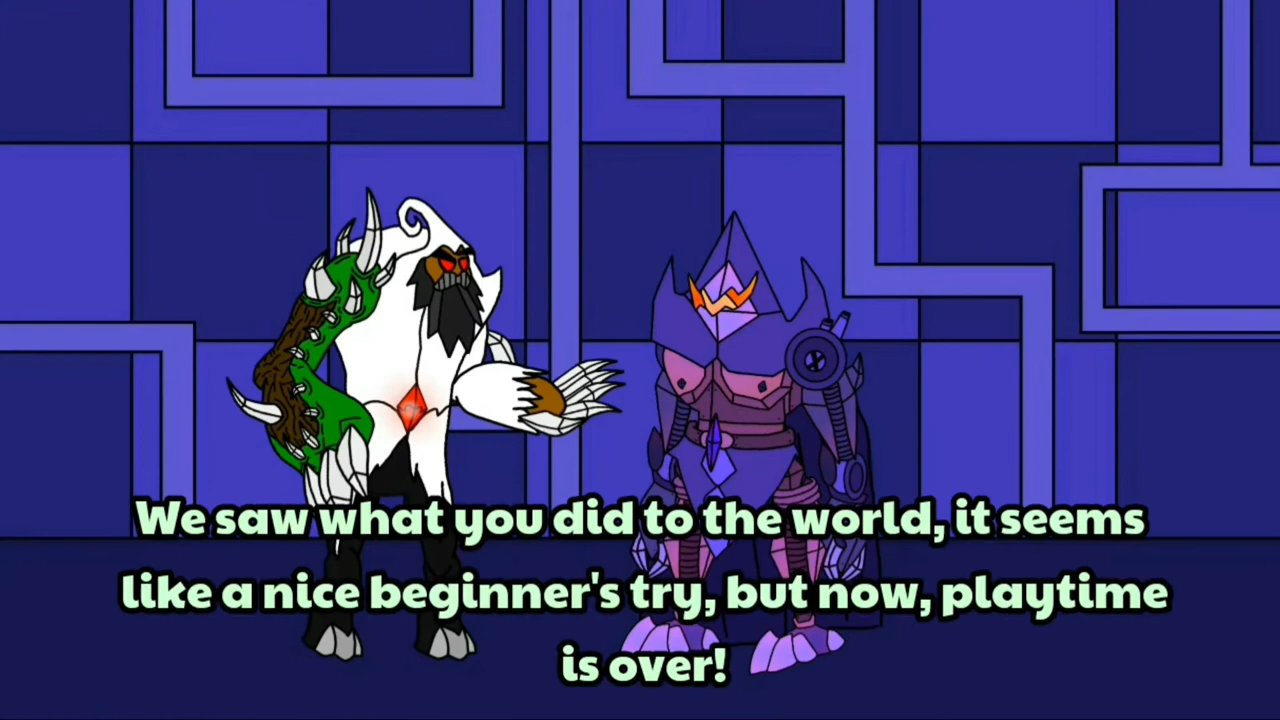 We saw what you did to the world, it seems
like a nice beginner's try, but now, playtime
is over!